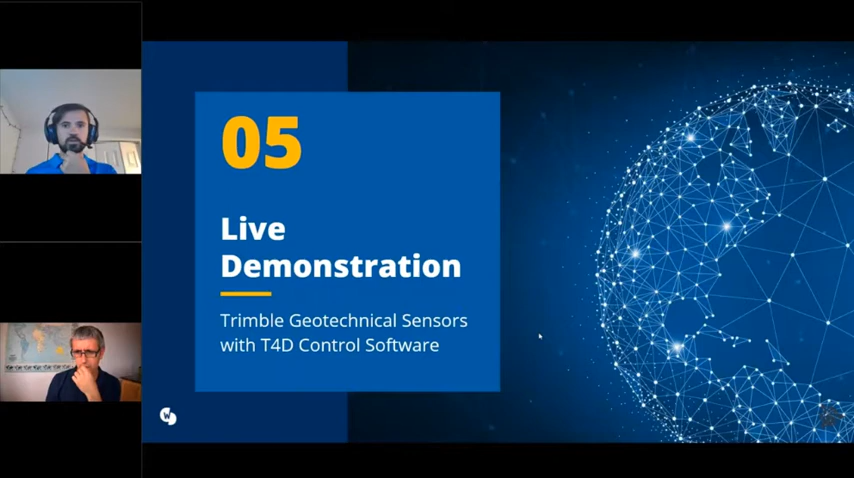 05
Live
Demonstration
Trimble Geotechnical Sensors
with T4D Control Software
W